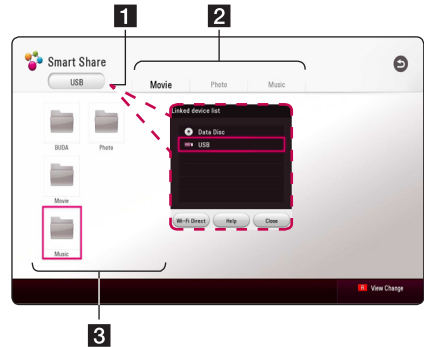 1
2
Smart Share
USB
Movie Photo Music
Linked device list
Data Disc
USB
BUDA Photo
Movie
Wi-Fi Direct Help Close
Music
R View Change
3